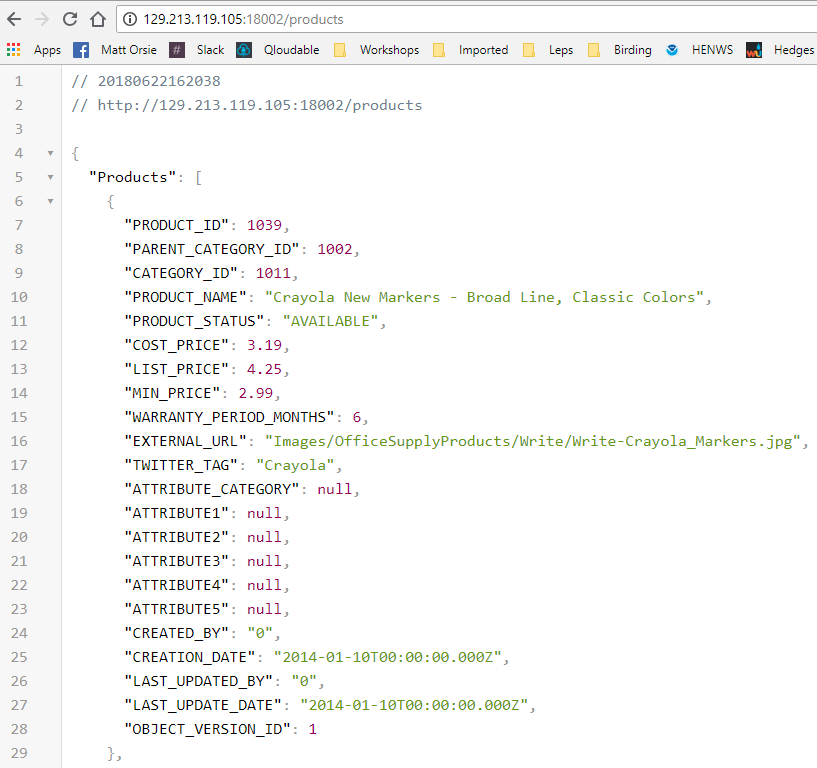 129.213.119.105:18002/products
Apps Matt Orsie Slack Qloudable Workshops Imported Leps Birding HENWS Hedges
1 // 20180622162038
2 // http://129.213.119.105:18002/products
3
4 {
5 "Products": [
6 {
7 "PRODUCT_ID": 1039,
8 "PARENT_CATEGORY_ID": 1002,
9 "CATEGORY_ID": 1011,
10 "PRODUCT_NAME": "Crayola New Markers - Broad Line, Classic Colors",
11 "PRODUCT_STATUS": "AVAILABLE",
12 "COST_PRICE": 3.19,
13 "LIST_PRICE": 4.25,
14 "MIN_PRICE": 2.99,
15 "WARRANTY_PERIOD_MONTHS": 6,
16 "EXTERNAL_URL": "Images/OfficeSupplyProducts/Write/Write-Crayola_Markers.jpg",
17 "TWITTER_TAG": "Crayola",
18 "ATTRIBUTE_CATEGORY": null,
19 "ATTRIBUTE1": null,
20 "ATTRIBUTE2": null,
21 "ATTRIBUTE3": null,
22 "ATTRIBUTE4": null,
23 "ATTRIBUTE5": null,
24 "CREATED_BY": "0",
25 "CREATION_DATE": "2014-01-10T00:00:00.000Z",
26 "LAST_UPDATED_BY": "0",
27 "LAST_UPDATE_DATE": "2014-01-10T00:00:00.000Z",
28 "OBJECT_VERSION_ID": 1
29 },